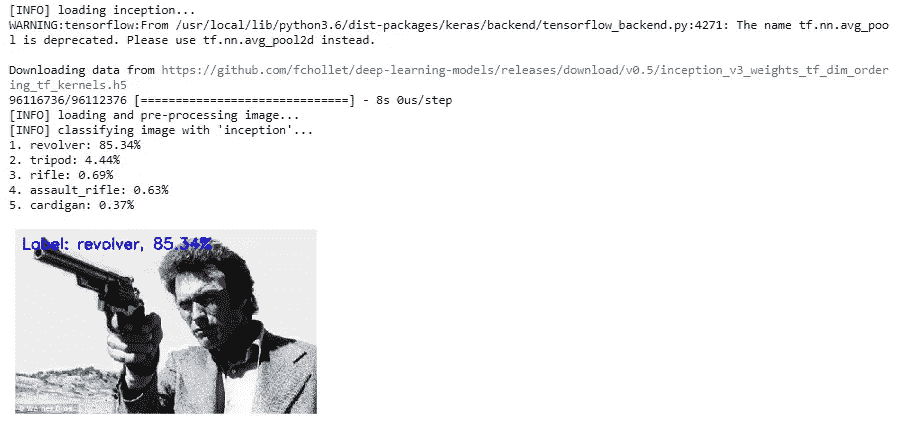 [INFO] loading inception...
WARNING:tensorflow:From /usr/local/lib/python3.6/dist-packages/keras/backend/tensorflow_backend.py:4271: The name tf.nn.avg_poo
l is deprecated. Please use tf.nn.avg_pool2d instead.
Downloading data from https://github.com/fchollet/deep-learning-models/releases/download/v0.5/inception_v3_weights_tf_dim_order
ing_tf_kernels.h5
96116736/96112376 [==============================] - 8s 0us/step
[INFO] loading and pre-processing image...
[INFO] classifying image with 'inception'...
1. revolver: 85.34%
2. tripod: 4.44%
3. rifle: 0.69%
4. assault_rifle: 0.63%
5. cardigan: 0.37%
Label: revolver, 85.34%
© Warner Bros